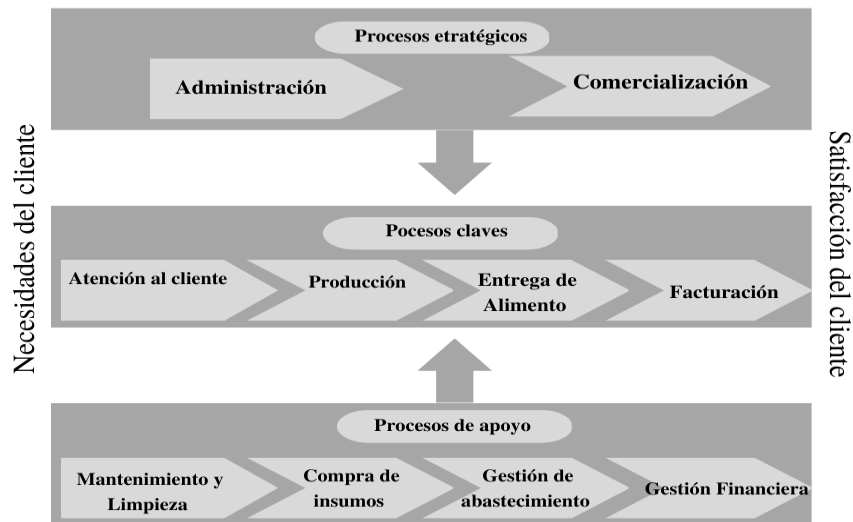 Procesos etratégicos
Administración
Comercialización
Necesidades del cliente
Satisfacción del cliente
Pocesos claves
Atención al cliente
Producción
Entrega de
Alimento
Facturación
Procesos de apoyo
Mantenimiento y
Limpieza
Compra de
insumos
Gestión de
abastecimiento
Gestión Financiera